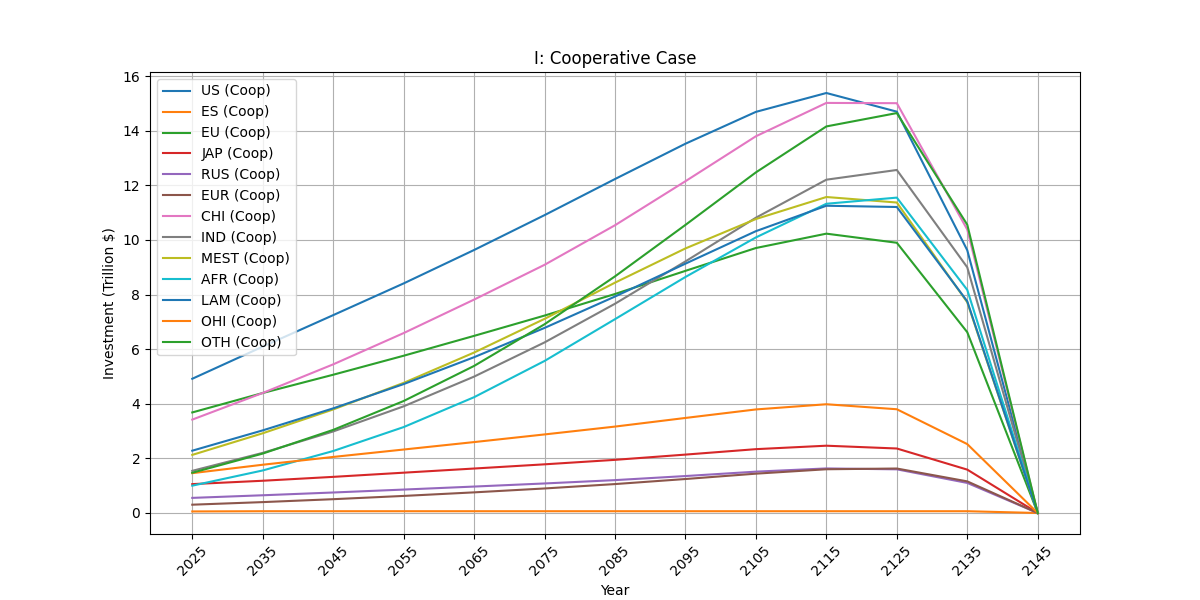 I: Cooperative Case
Investment (Trillion $)
16
14
12
10
8
6
4
2
0
US (Coop)
ES (Coop)
EU (Coop)
JAP (Coop)
RUS (Coop)
EUR (Coop)
CHI (Coop)
IND (Coop)
MEST (Coop)
AFR (Coop)
LAM (Coop)
OHI (Coop)
OTH (Coop)
2025
2035
2045
2055
2065
2075
2085
2095
2105
2115
2125
2135
2145
Year